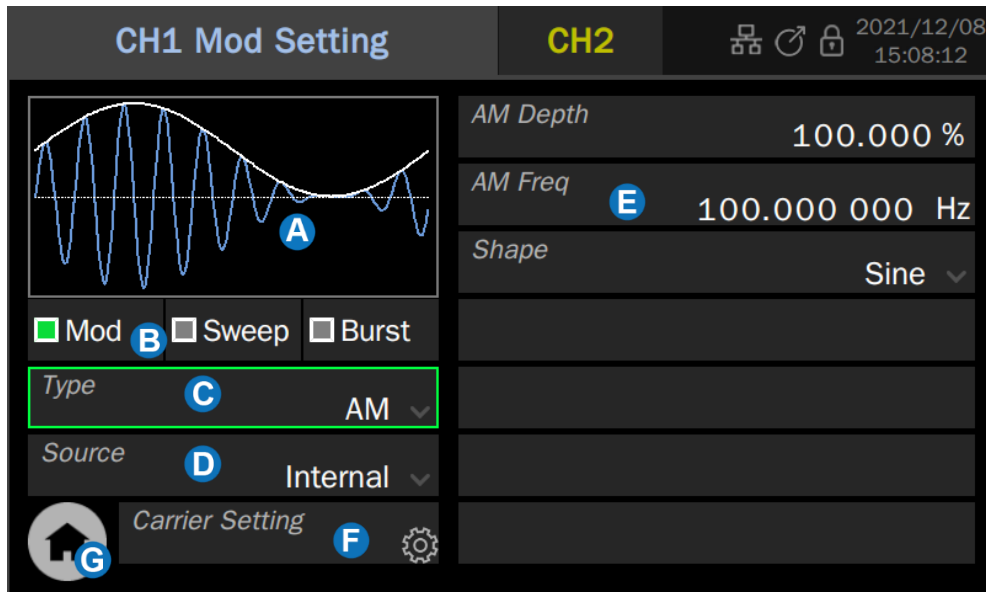 CH1 Mod Setting
CH2
2021/12/08
15:08:12
A
Mod
B
Sweep
Burst
Type
C
AM
Source
D
Internal
Carrier Setting
F
G
AM Depth
100.000 %
AM Freq
E
100.000 000 Hz
Shape
Sine